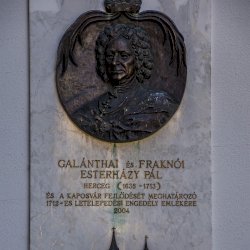 GALÁNTHAI ÉS FRAKNÓI
ESTERHÁZY PÁL
HERCEG (1635-1713)
ÉS A KAPOSVÁR FEJLŐDÉSÉT MEGHATÁROZÓ
1712-ES LETELEPEDÉSI ENGEDÉLY EMLÉKÉRE
2004